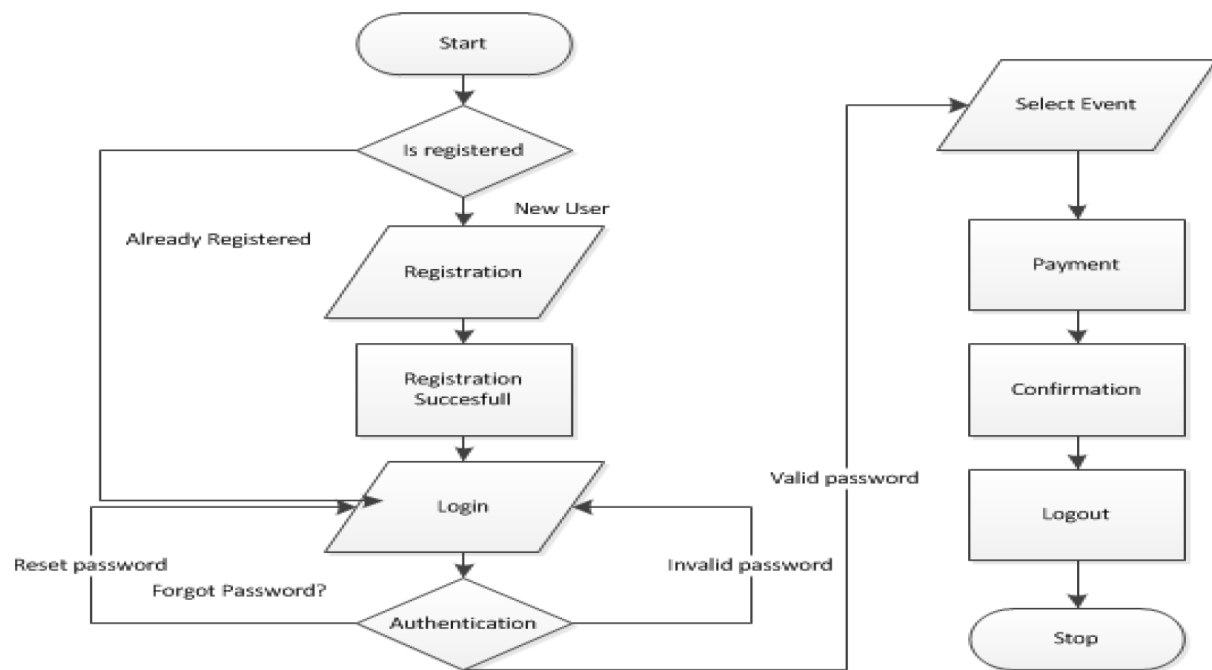 Start
Is registered
New User
Already Registered
Registration
Registration
Succesfull
Login
Reset password
Forgot Password?
Invalid password
Authentication
Valid password
Select Event
Payment
Confirmation
Logout
Stop